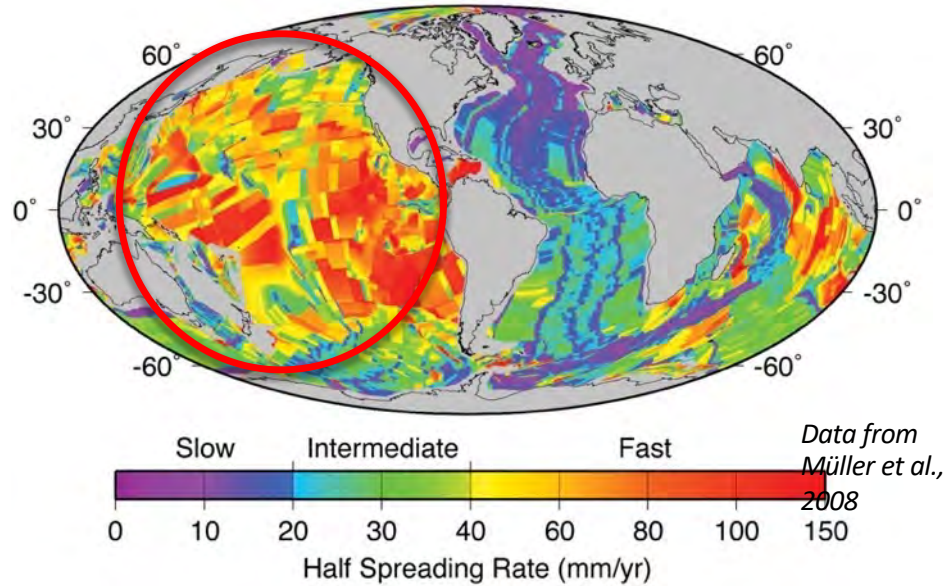 60°
60°
30°
30°
0°
0°
-30°
-30°
-60°
-60°
Slow Intermediate Fast
Data from
Müller et al.,
2008
0 10 20 30 40 60 80 100 150
Half Spreading Rate (mm/yr)